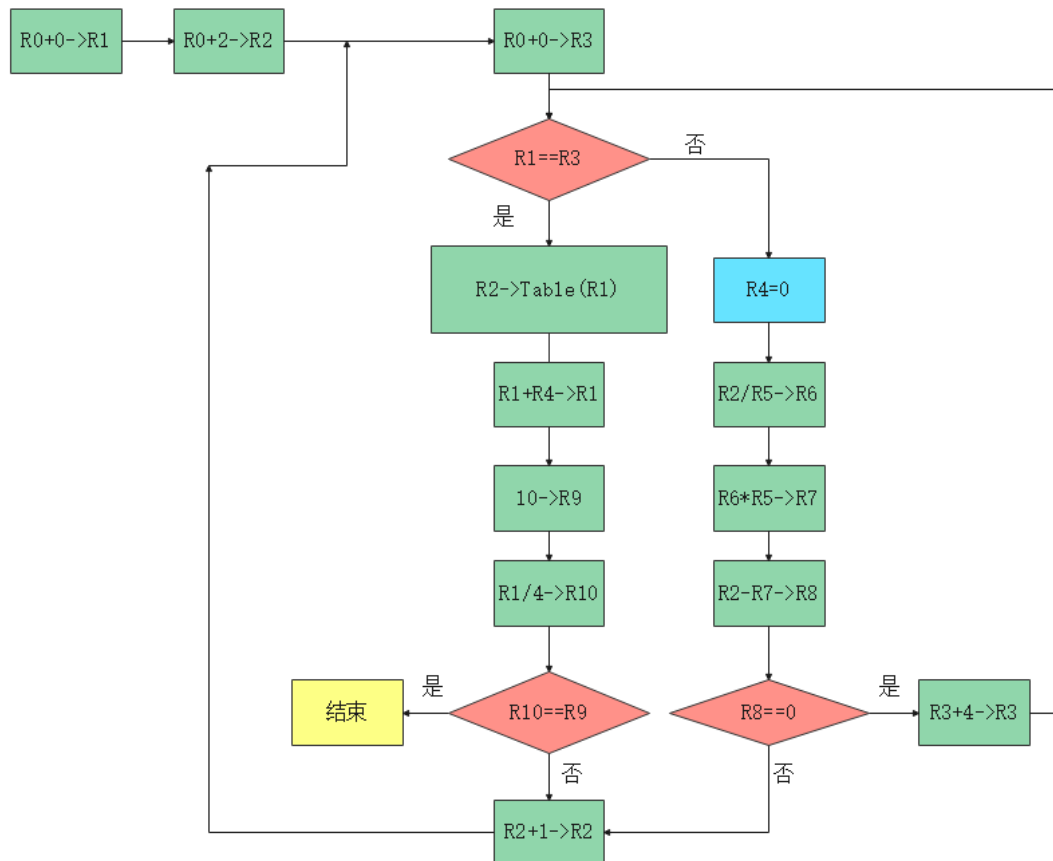 R0+0->R1
R0+2->R2
R0+0->R3
R1==R3
否
是
R2->Table(R1)
R4=0
R1+R4->R1
R2/R5->R6
10->R9
R6*R5->R7
R1/4->R10
R2-R7->R8
结束
是
R10==R9
R8==0
是
R3+4->R3
否
否
R2+1->R2